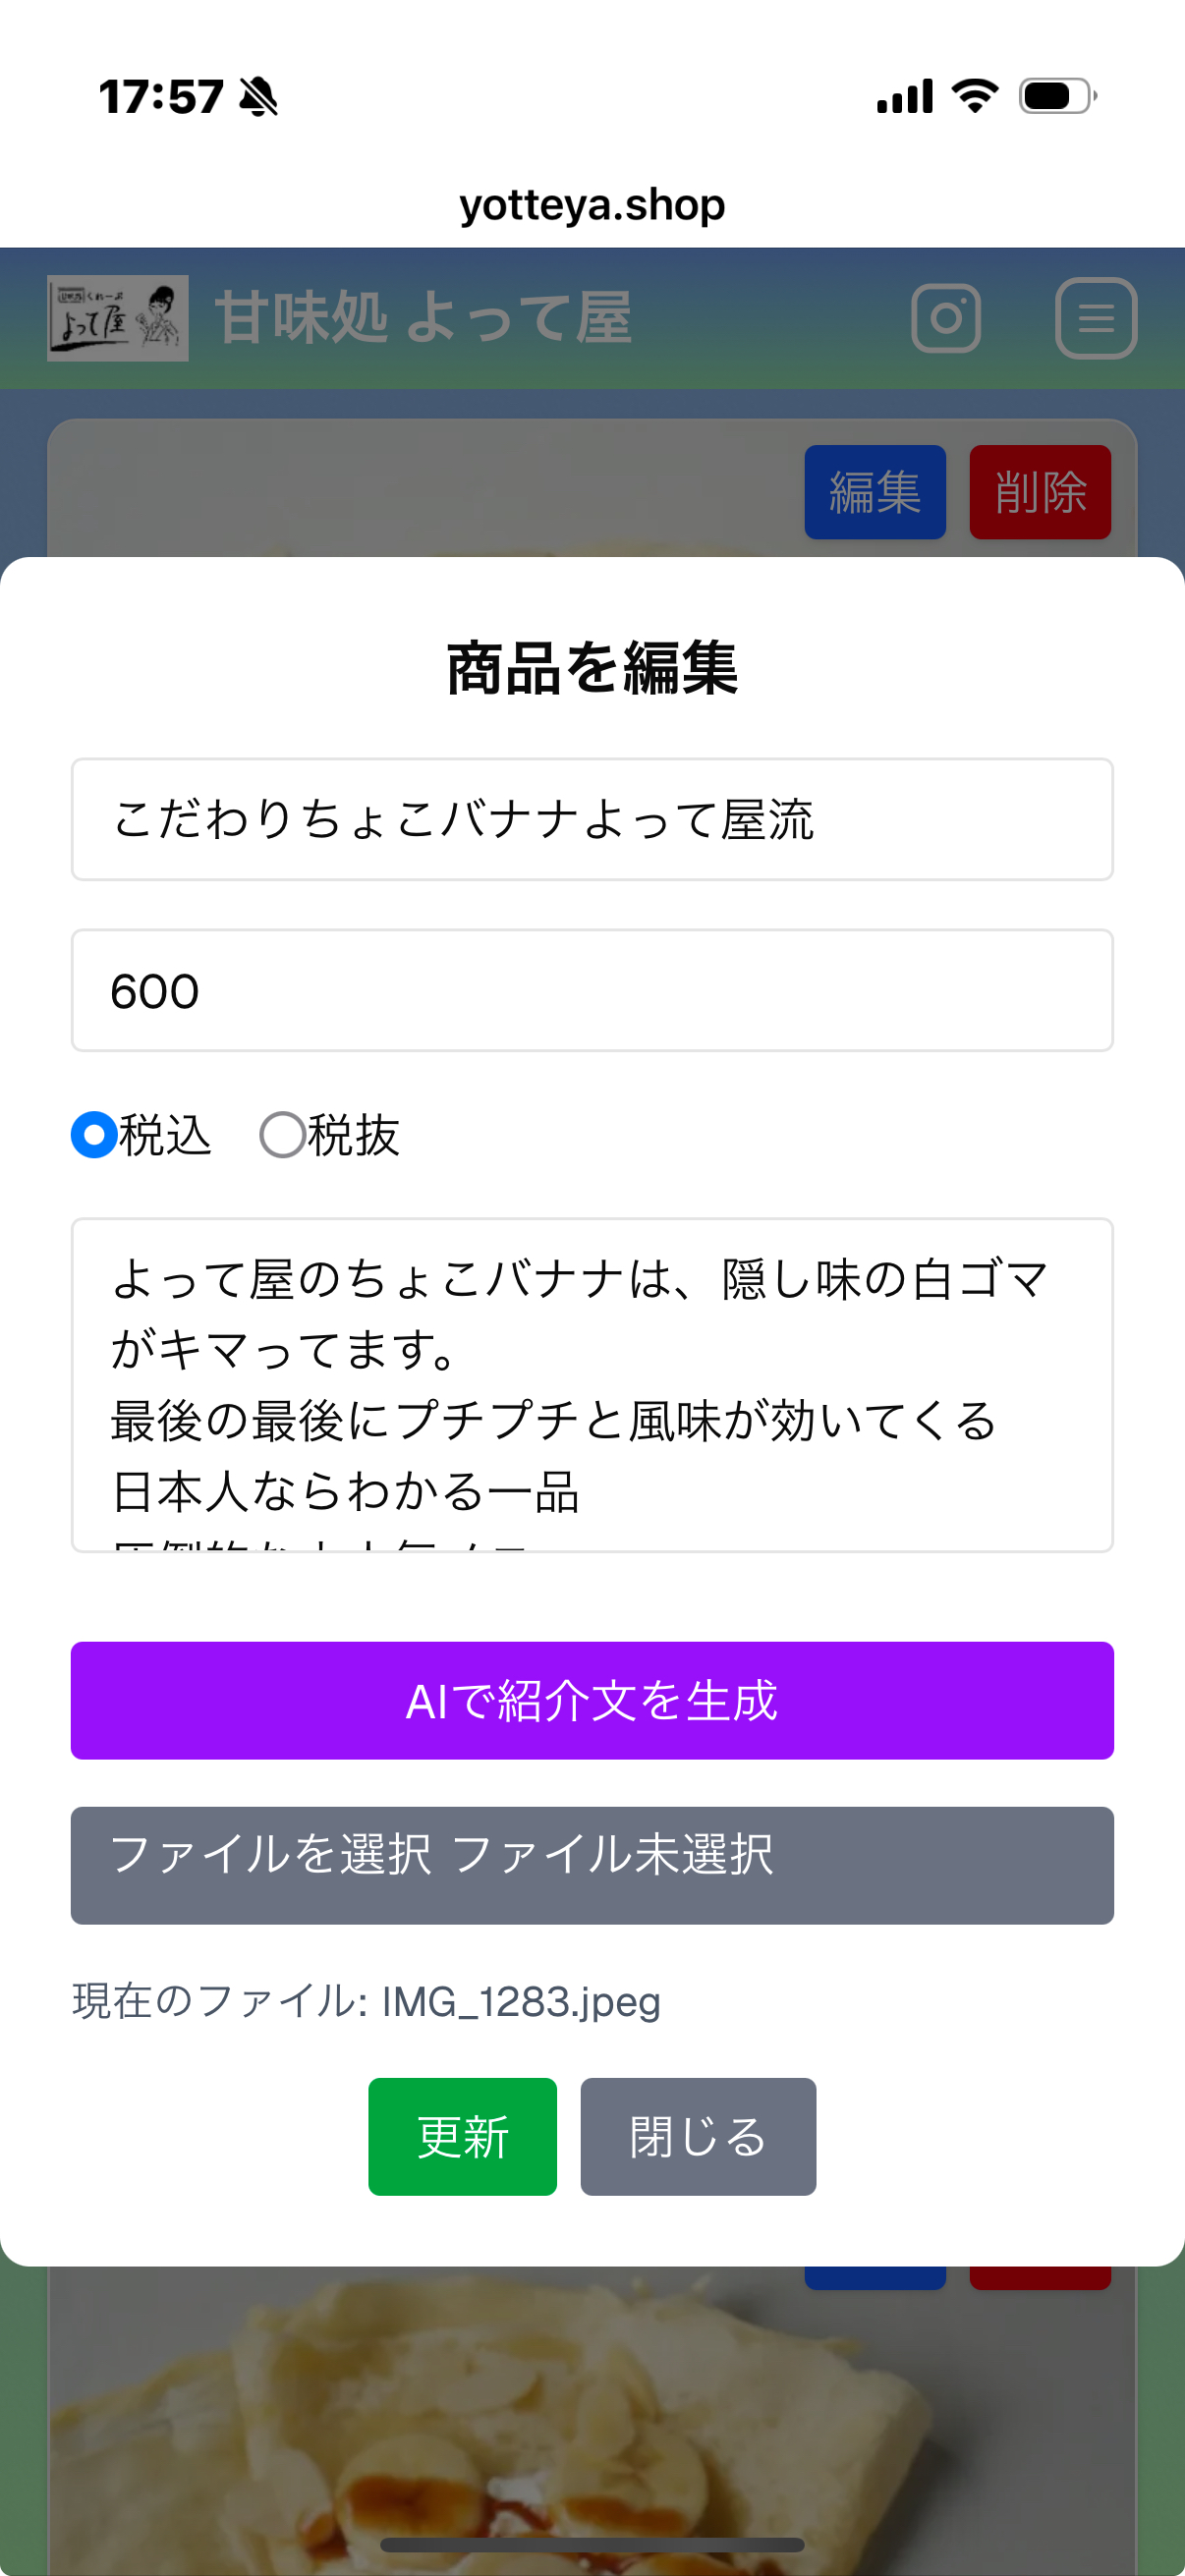 17:57
yotteya.shop
甘味処 くれーぷ
よって屋
甘味処 よって屋
編集
削除
商品を編集
こだわりちょこバナナよって屋流
600
税込 税抜
よって屋のちょこバナナは、隠し味の白ゴマ
がキマってます。
最後の最後にプチプチと風味が効いてくる
日本人ならわかる一品
AIで紹介文を生成
ファイルを選択 ファイル未選択
現在のファイル: IMG_1283.jpeg
更新
閉じる